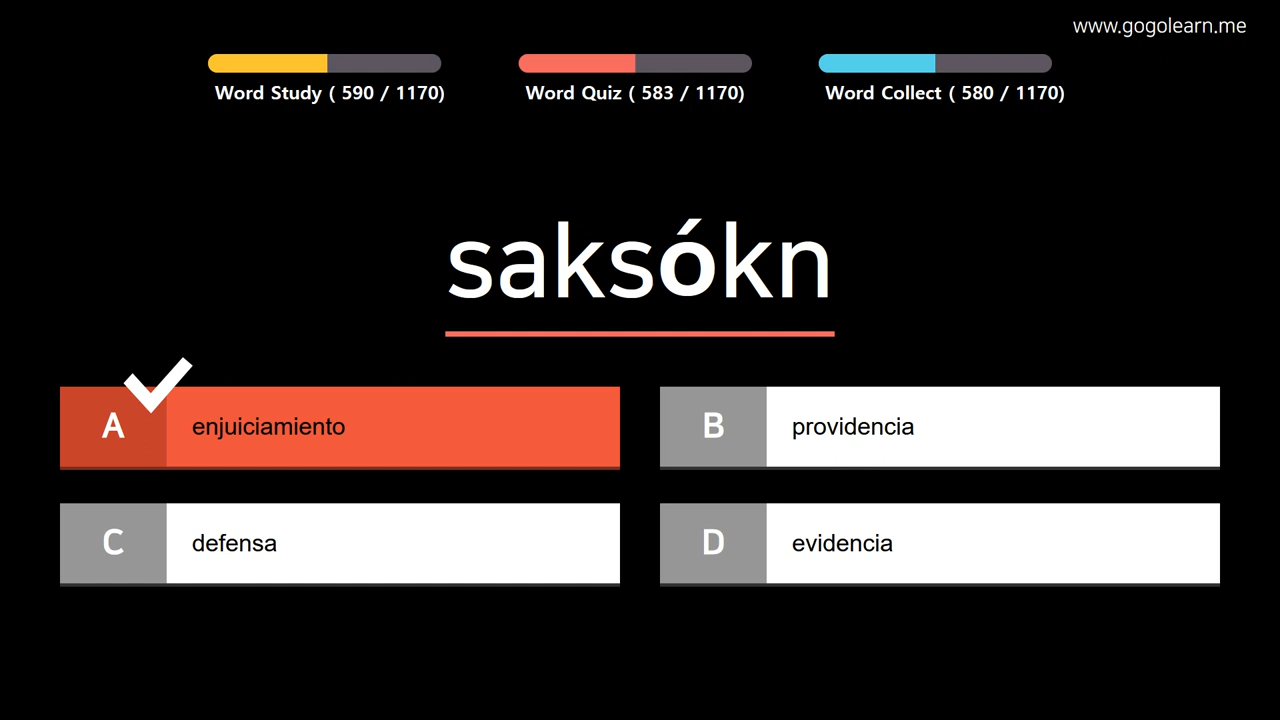 www.gogolearn.me
Word Study ( 590 / 1170)
Word Quiz ( 583 / 1170)
Word Collect ( 580 / 1170)
saksókn
A enjuiciamiento
B providencia
C defensa
D evidencia